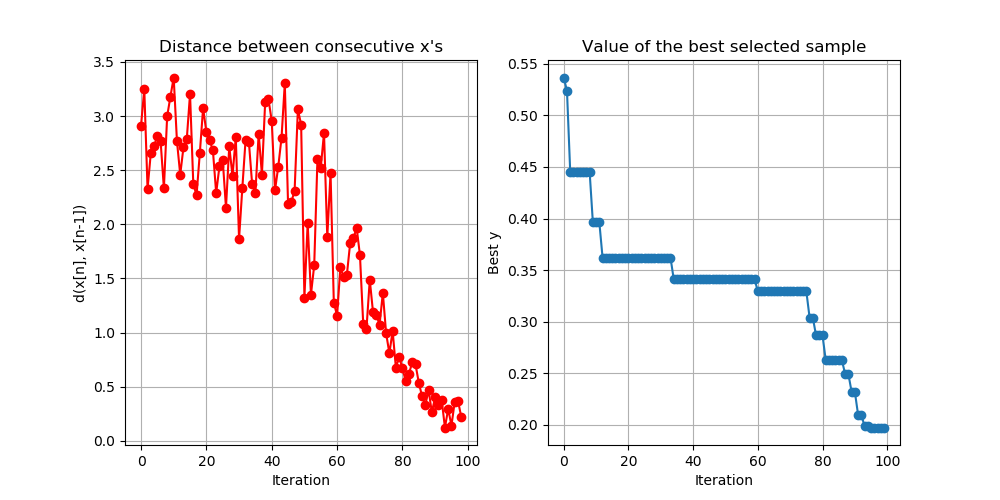 Distance between consecutive x's
3.5
3.0
2.5
2.0
1.5
1.0
0.5
0.0
d(x[n], x[n-1])
0 20 40 60 80 100
Iteration
Value of the best selected sample
0.55
0.50
0.45
0.40
0.35
0.30
0.25
0.20
Best y
0 20 40 60 80 100
Iteration